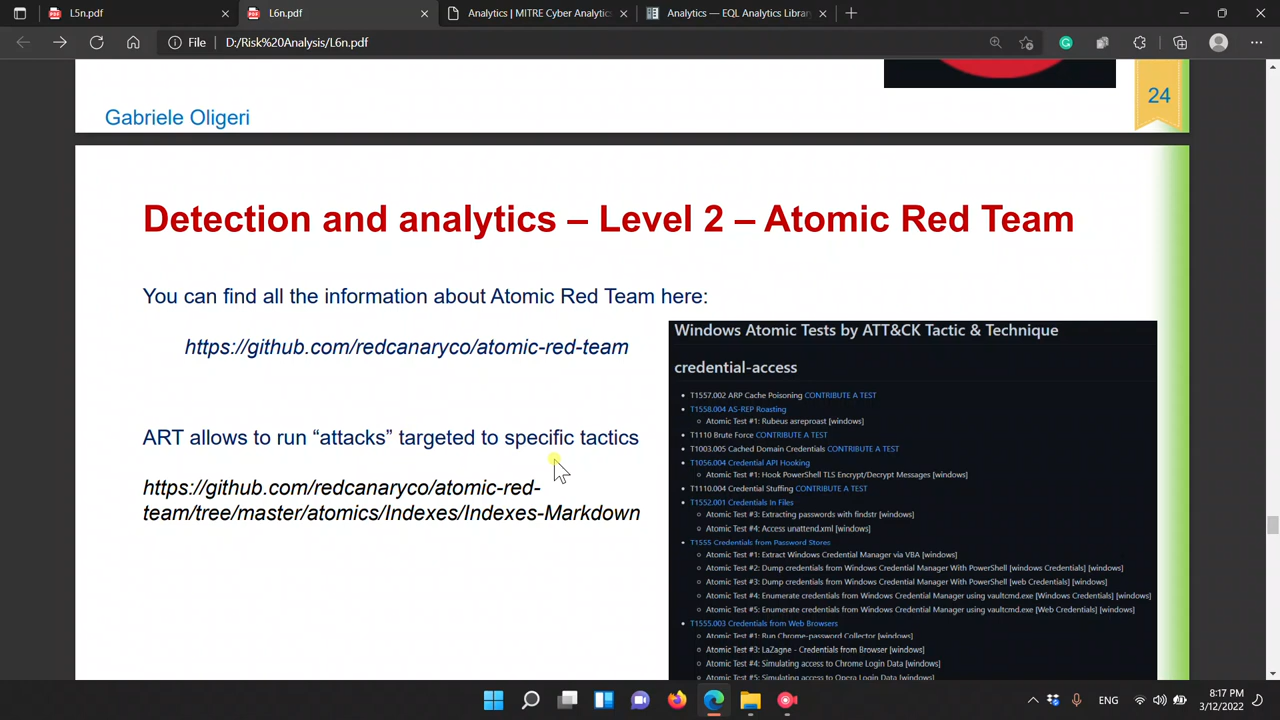 L5n.pdf
L6n.pdf
Analytics | MITRE Cyber Analytics
Analytics — EQL Analytics Library
File
D:/Risk%20Analysis/L6n.pdf
Gabriele Oligeri
24
Detection and analytics – Level 2 – Atomic Red Team
You can find all the information about Atomic Red Team here:
https://github.com/redcanaryco/atomic-red-team
ART allows to run “attacks” targeted to specific tactics
https://github.com/redcanaryco/atomic-red-
team/tree/master/atomics/Indexes/Indexes-Markdown
Windows Atomic Tests by ATT&CK Tactic & Technique
credential-access
T1557.002 ARP Cache Poisoning CONTRIBUTE A TEST
T1558.004 AS-REP Roasting
Atomic Test #1: Rubeus asreproast [windows]
T1110 Brute Force CONTRIBUTE A TEST
T1003.005 Cached Domain Credentials CONTRIBUTE A TEST
T1056.004 Credential API Hooking
Atomic Test #1: Hook PowerShell TLS Encrypt/Decrypt Messages [windows]
T1110.004 Credential Stuffing CONTRIBUTE A TEST
T1552.001 Credentials In Files
Atomic Test #3: Extracting passwords with findstr [windows]
Atomic Test #4: Access unattend.xml [windows]
T1555 Credentials from Password Stores
Atomic Test #1: Extract Windows Credential Manager via VBA [windows]
Atomic Test #2: Dump credentials from Windows Credential Manager With PowerShell [windows Credentials] [windows]
Atomic Test #3: Dump credentials from Windows Credential Manager With PowerShell [web Credentials] [windows]
Atomic Test #4: Enumerate credentials from Windows Credential Manager using vaultcmd.exe [Windows Credentials] [windows]
Atomic Test #5: Enumerate credentials from Windows Credential Manager using vaultcmd.exe [Web Credentials] [windows]
T1555.003 Credentials from Web Browsers
Atomic Test #1: Run Chrome-password Collector [windows]
Atomic Test #3: LaZagne - Credentials from Browser [windows]
Atomic Test #4: Simulating access to Chrome Login Data [windows]
Atomic Test #5: Simulating access to Opera Login Data [windows]
ENG
8:17 PM
3/12/2022